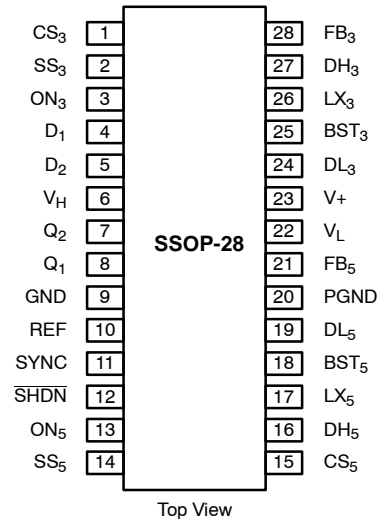 CS3 1 28 FB3
SS3 2 27 DH3
ON3 3 26 LX3
D1 4 25 BST3
D2 5 24 DL3
VH 6 23 V+
Q2 7 22 VL
SSOP-28
Q1 8 21 FB5
GND 9 20 PGND
REF 10 19 DL5
SYNC 11 18 BST5
SHDN 12 17 LX5
ON5 13 16 DH5
SS5 14 15 CS5
Top View